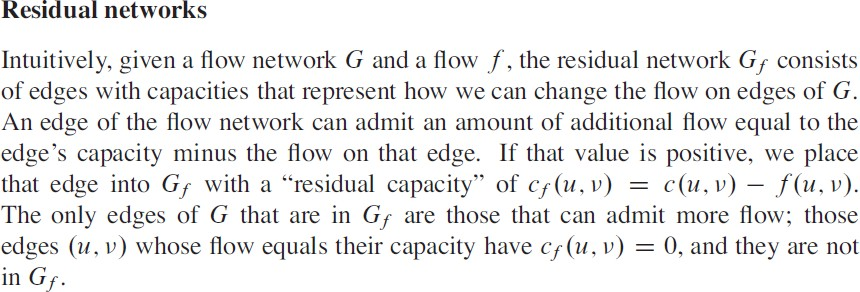 Residual networks
Intuitively, given a flow network G and a flow f, the residual network G_f consists
of edges with capacities that represent how we can change the flow on edges of G.
An edge of the flow network can admit an amount of additional flow equal to the
edge's capacity minus the flow on that edge. If that value is positive, we place
that edge into G_f with a “residual capacity” of c_f(u, v) = c(u, v) − f(u, v).
The only edges of G that are in G_f are those that can admit more flow; those
edges (u, v) whose flow equals their capacity have c_f(u, v) = 0, and they are not
in G_f.